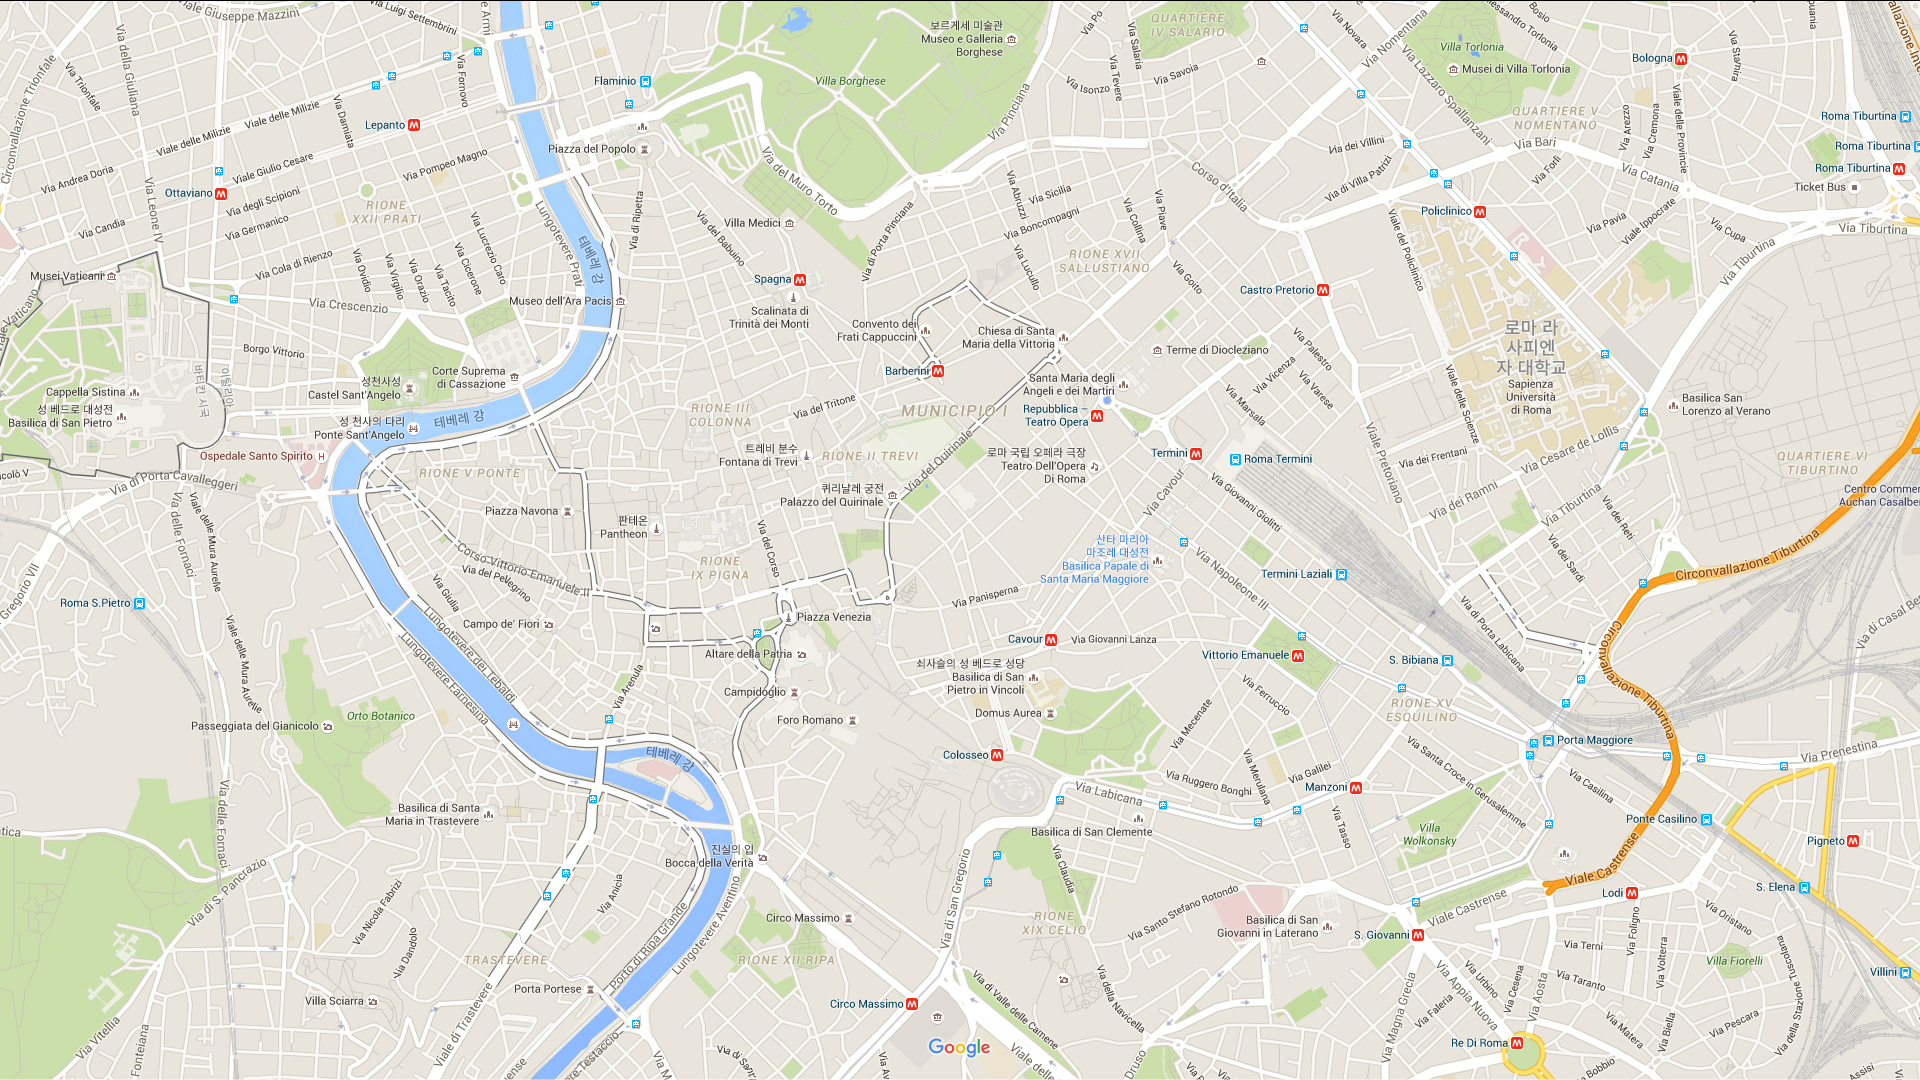 Viale Giuseppe Mazzini
Via Luigi Settembrini
Via della Giuliana
Via Trionfale
Circonvallazione Trionfale
Via Fornovo
Viale delle Milizie
Viale delle Milizie
Via Damiata
Lepanto
Flaminio
Piazza del Popolo
Via Andrea Doria
Viale Giulio Cesare
Via Pompeo Magno
Ottaviano
Via degli Scipioni
Via Germanico
Via Leone IV
Via Candia
RIONE
XXII PRATI
Via Cola di Rienzo
Via Ovidio
Via Virgilio
Via Orazio
Via Tacito
Via Cicerone
Via Lucrezio Caro
Lungotevere Prati
테베레 강
Via di Ripetta
Via del Babuino
Villa Medici
Musei Vaticani
Via Crescenzio
Museo dell'Ara Pacis
Borgo Vittorio
바티칸 시국
이탈리아
Cappella Sistina
성 베드로 대성전
Basilica di San Pietro
성천사성
Castel Sant'Angelo
Corte Suprema
di Cassazione
성 천사의 다리
Ponte Sant'Angelo
테베레 강
Ospedale Santo Spirito
Via di Porta Cavalleggeri
RIONE V PONTE
보르게세 미술관
Museo e Galleria
Borghese
Villa Borghese
Via Pinciana
Via del Muro Torto
Via di Porta Pinciana
Spagna
Scalinata di
Trinità dei Monti
Convento dei
Frati Cappuccini
Barberini
Chiesa di Santa
Maria della Vittoria
Via Po
Via Salaria
QUARTIERE
IV SALARIO
Via Savoia
Via Tevere
Via Isonzo
Via Novara
Via Nomentana
Via Lazzaro Spallanzani
Alessandro Torlonia
Via Bosio
Villa Torlonia
Musei di Villa Torlonia
Bologna
Via Stamira
QUARTIERE V
NOMENTANO
Via Arezzo
Via Cremona
Viale delle Provincie
Via Bari
Via Forlì
Via Catania
Roma Tiburtina
Roma Tiburtina
Roma Tiburtina
Ticket Bus
Via dei Villini
Via di Villa Patrizi
Corso d'Italia
Via Sicilia
Via Abruzzi
Via Boncompagni
Via Lucullo
Via Collina
Via Piave
RIONE XVII
SALLUSTIANO
Via Goito
Policlinico
Viale del Policlinico
Castro Pretorio
Via Pavia
Viale Ippocrate
Via Cupa
Via Tiburtina
Via Tiburtina
로마 라
사피엔
자 대학교
Sapienza
Università
di Roma
Terme di Diocleziano
Via Palestro
Via Vicenza
Via Varese
Via Marsala
Santa Maria degli
Angeli e dei Martiri
Repubblica –
Teatro Opera
Termini
Roma Termini
Viale Pretoriano
Viale delle Scienze
Via dei Frentani
Via Cesare de Lollis
Basilica San
Lorenzo al Verano
QUARTIERE VI
TIBURTINO
Centro Commer
Auchan Casalber
RIONE III
COLONNA
Via del Tritone
MUNICIPIO I
트레비 분수
Fontana di Trevi
RIONE II TREVI
Via del Quirinale
로마 국립 오페라 극장
Teatro Dell'Opera
Di Roma
퀴리날레 궁전
Palazzo del Quirinale
Piazza Navona
판테온
Pantheon
Via del Corso
RIONE
IX PIGNA
Corso Vittorio Emanuele II
Via del Pellegrino
Via Giulia
Campo de' Fiori
Via Cavour
Via Giovanni Giolitti
산타 마리아
마조레 대성전
Basilica Papale di
Santa Maria Maggiore
Via Napoleone III
Via Panisperna
Termini Laziali
Via dei Ramni
Via Tiburtina
Via dei Reti
Via dei Sardi
Circonvallazione Tiburtina
Circonvallazione Tiburtina
Via di Porta Labicana
Via di Casal Be
Via delle Fornaci
Viale delle Mura Aurelie
Gregorio VII
Roma S.Pietro
Viale delle Mura Aurelie
Lungotevere dei Tebaldi
Lungotevere Farnesina
Via Arenula
Piazza Venezia
Altare della Patria
Campidoglio
Foro Romano
Cavour
Via Giovanni Lanza
쇠사슬의 성 베드로 성당
Basilica di San
Pietro in Vincoli
Domus Aurea
Colosseo
Vittorio Emanuele
Via Ferruccio
Via Mecenate
S. Bibiana
RIONE XV
ESQUILINO
Porta Maggiore
Via Prenestina
Via Casilina
Via Santa Croce in Gerusalemme
Via Merulana
Via Galilei
Via Ruggero Bonghi
Manzoni
Via Labicana
Via Tasso
Basilica di San Clemente
Villa
Wolkonsky
Ponte Casilino
Pigneto
Viale Castrense
Lodi
S. Elena
Passeggiata del Gianicolo
Orto Botanico
테베레 강
Basilica di Santa
Maria in Trastevere
진실의 입
Bocca della Verità
Via delle Fornaci
Via di S. Pancrazio
Via Nicola Fabrizi
Via Dandolo
Via Anicia
TRASTEVERE
Porto di Ripa Grande
Lungotevere Aventino
Circo Massimo
RIONE XII RIPA
Villa Sciarra
Porta Portese
Via Vitellia
Fonteiana
Viale di Trastevere
Circo Massimo
Via di San Gregorio
Via Claudia
Via Santo Stefano Rotondo
RIONE
XIX CELIO
Basilica di San
Giovanni in Laterano
Viale Castrense
S. Giovanni
Via della Navicella
Via di Valle delle Camene
Google
Via Magna Grecia
Via Appia Nuova
Via Urbino
Via Cesena
Via Faleria
Via Aosta
Re Di Roma
Via Terni
Via Taranto
Via Foligno
Via Volterra
Villa Fiorelli
Via Oristano
Via della Stazione Tuscolana
Villini
Via Matera
Via Biella
Via Pescara